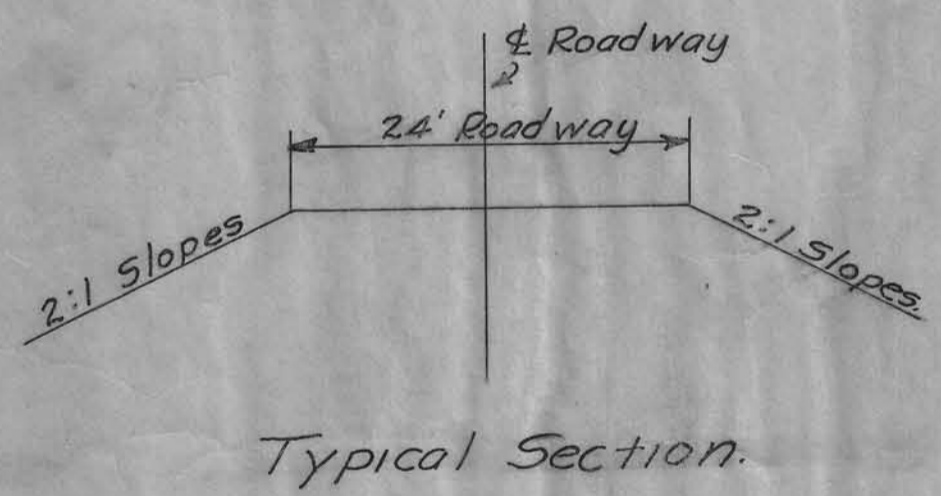 ℄ Roadway
24' Roadway
2:1 Slopes
2:1 Slopes.
Typical Section.